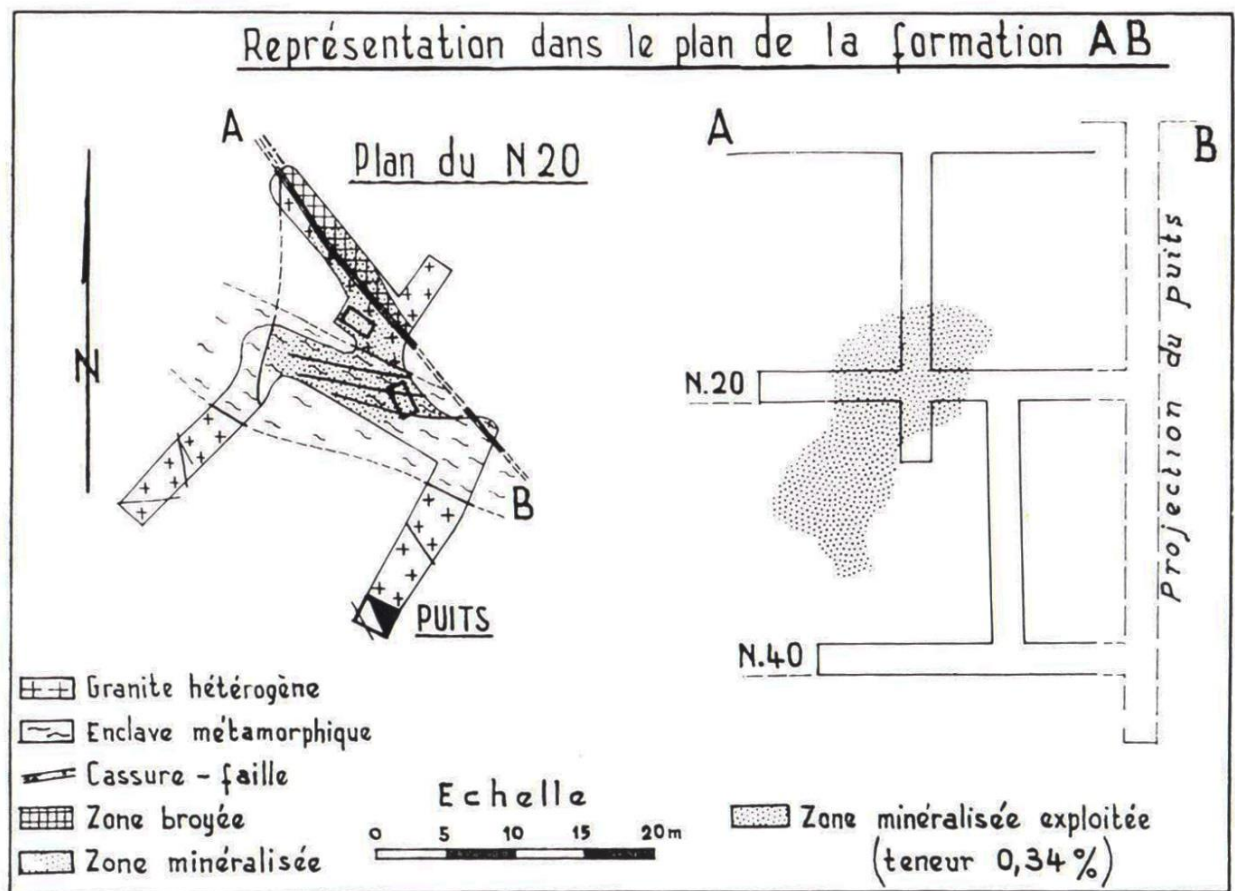 Représentation dans le plan de la formation AB
A
Plan du N20
N
B
PUITS
A
B
N.20
N.40
Projection du puits
Granite hétérogène
Enclave métamorphique
Cassure - faille
Zone broyée
Zone minéralisée
Echelle
0 5 10 15 20m
Zone minéralisée exploitée
(teneur 0,34%)